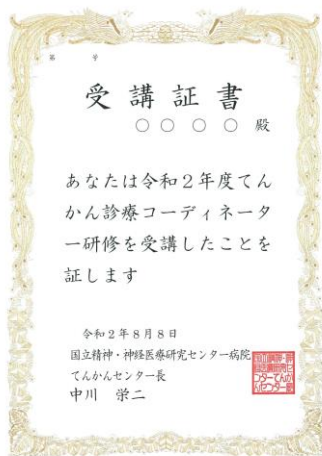 第　　号
受講証書
○○○○殿
あなたは令和２年度てん
かん診療コーディネータ
ー研修を受講したことを
証します
令和２年８月８日
国立精神・神経医療研究センター病院
てんかんセンター長
中川　栄二